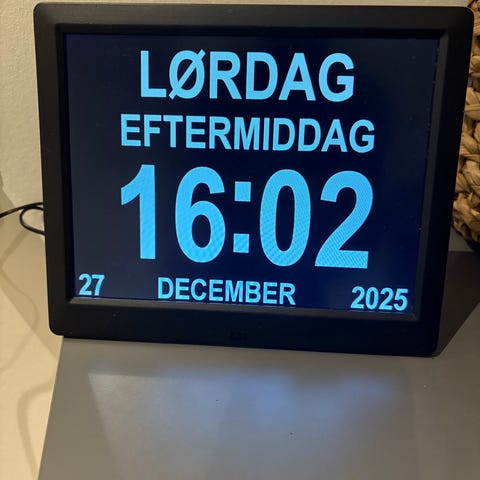 LØRDAG
EFTERMIDDAG
16:02
27 DECEMBER 2025